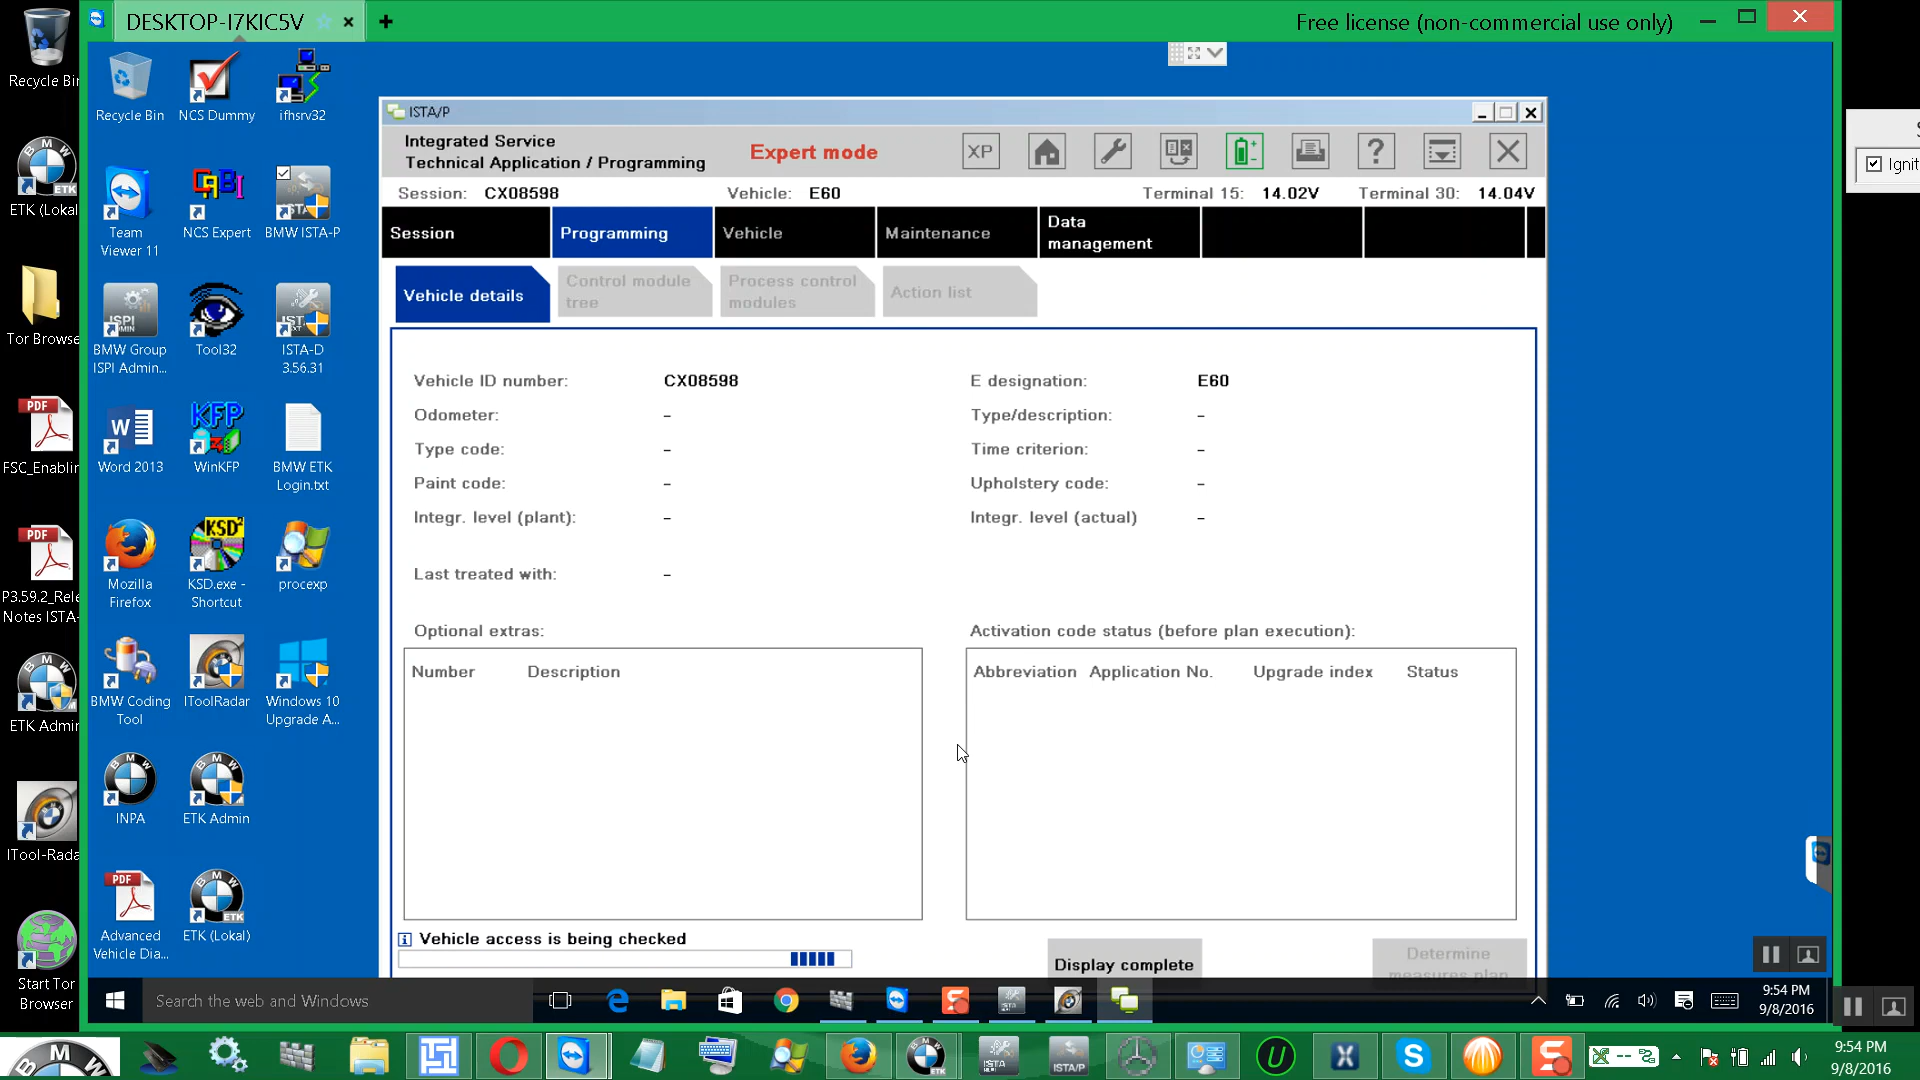 DESKTOP-I7KIC5V
Free license (non-commercial use only)
Recycle Bin
ETK (Lokal
Tor Browse
FSC_Enablin
P3.59.2_Rele
Notes ISTA-
ETK Admin
ITool-Rada
Start Tor
Browser
Recycle Bin
NCS Dummy
ifhsrv32
Team
Viewer 11
NCS Expert
BMW ISTA-P
BMW Group
ISPI Admin...
Tool32
ISTA-D
3.56.31
Word 2013
WinKFP
BMW ETK
Login.txt
Mozilla
Firefox
KSD.exe -
Shortcut
procexp
BMW Coding
Tool
IToolRadar
Windows 10
Upgrade A...
INPA
ETK Admin
Advanced
Vehicle Dia...
ETK (Lokal)
ISTA/P
Integrated Service
Technical Application / Programming
Expert mode
XP
Session: CX08598
Vehicle: E60
Terminal 15: 14.02V
Terminal 30: 14.04V
Session
Programming
Vehicle
Maintenance
Data
management
Vehicle details
Control module
tree
Process control
modules
Action list
Vehicle ID number: CX08598
E designation: E60
Odometer: -
Type/description: -
Type code: -
Time criterion: -
Paint code: -
Upholstery code: -
Integr. level (plant): -
Integr. level (actual) -
Last treated with: -
Optional extras:
Number Description
Activation code status (before plan execution):
Abbreviation Application No. Upgrade index Status
Vehicle access is being checked
Display complete
Determine
measures plan
Ignit
Search the web and Windows
9:54 PM
9/8/2016
9:54 PM
9/8/2016